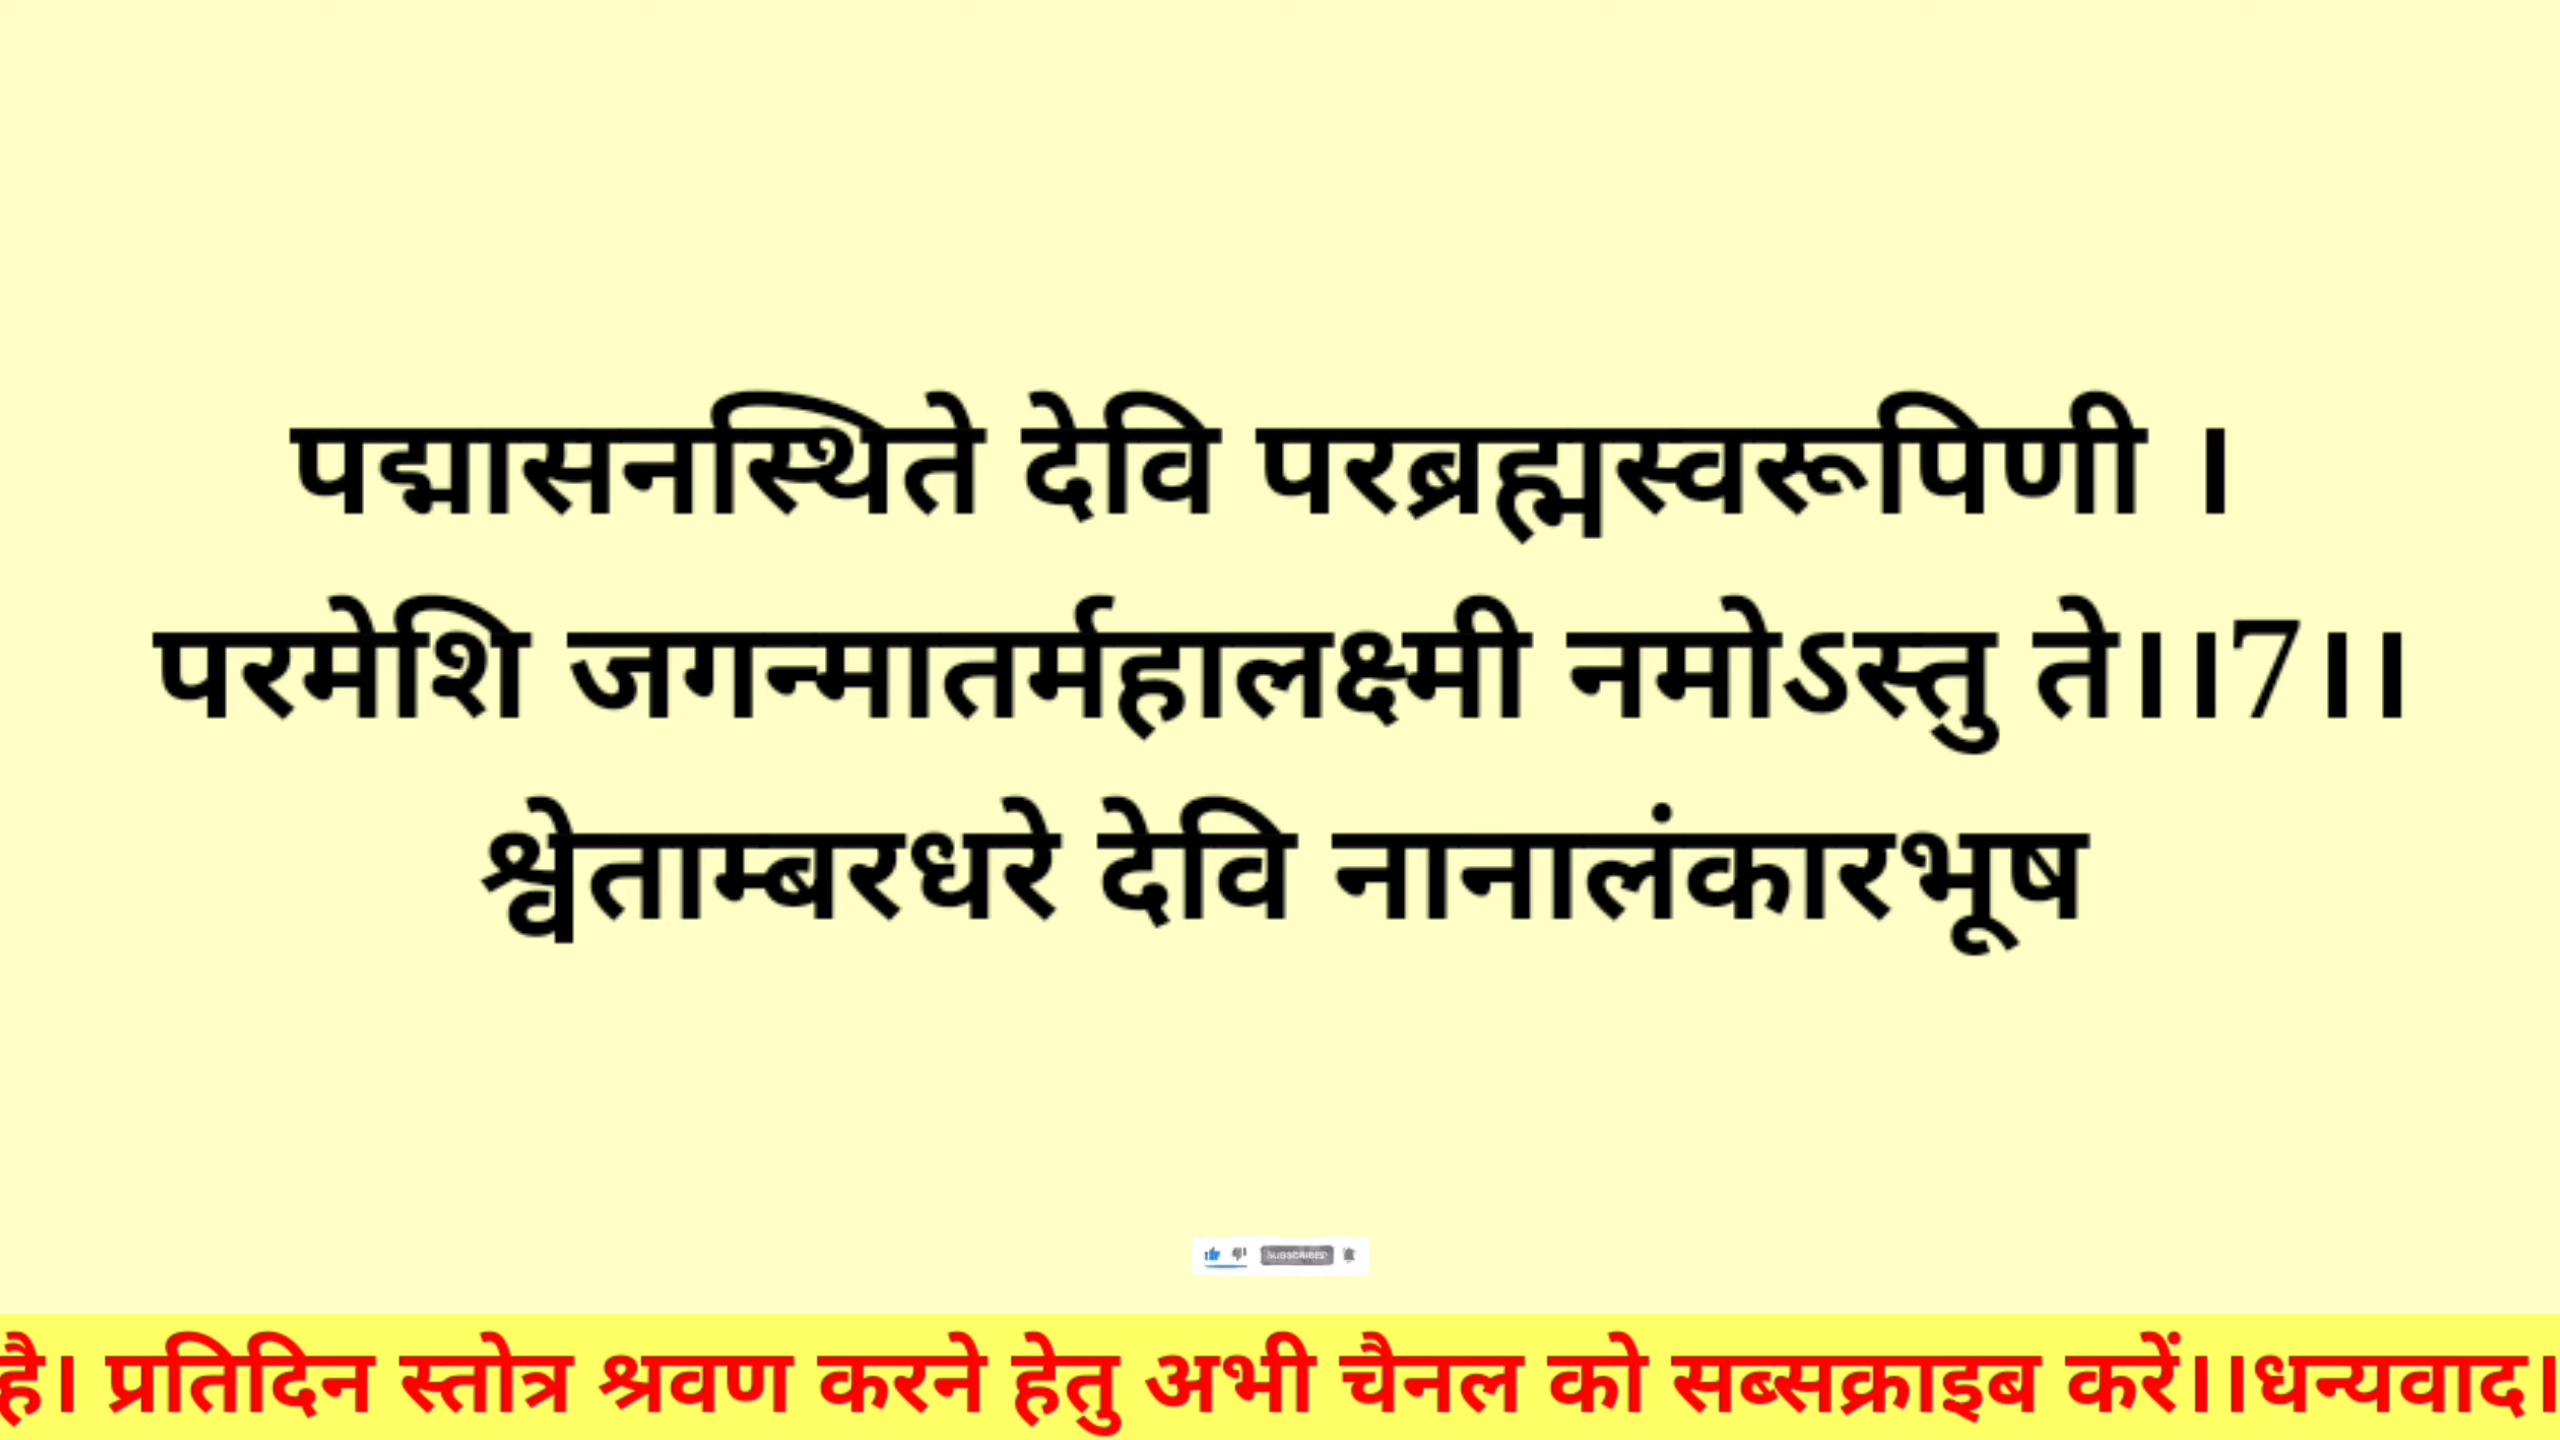 पद्मासनस्थिते देवि परब्रह्मस्वरूपिणी ।
परमेशि जगन्मातर्महालक्ष्मी नमोऽस्तु ते।।7।।
श्वेताम्बरधरे देवि नानालंकारभूष
SUBSCRIBED
है। प्रतिदिन स्तोत्र श्रवण करने हेतु अभी चैनल को सब्सक्राइब करें।।धन्यवाद।